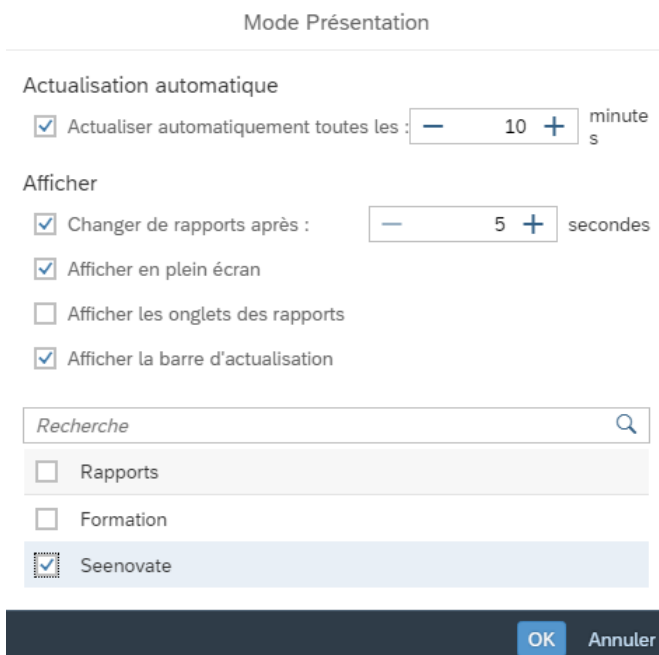 Mode Présentation
Actualisation automatique
Actualiser automatiquement toutes les : 10 minute
s
Afficher
Changer de rapports après : 5 secondes
Afficher en plein écran
Afficher les onglets des rapports
Afficher la barre d'actualisation
Recherche
Rapports
Formation
Seenovate
OK Annuler